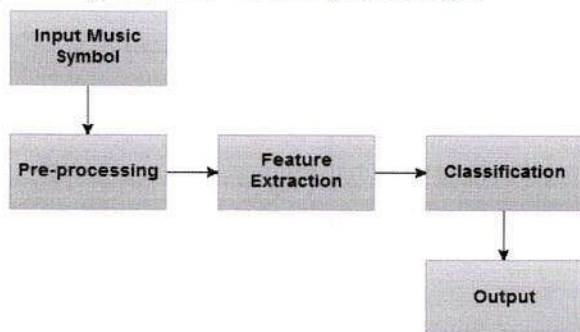 Input Music
Symbol
Pre-processing
Feature
Extraction
Classification
Output